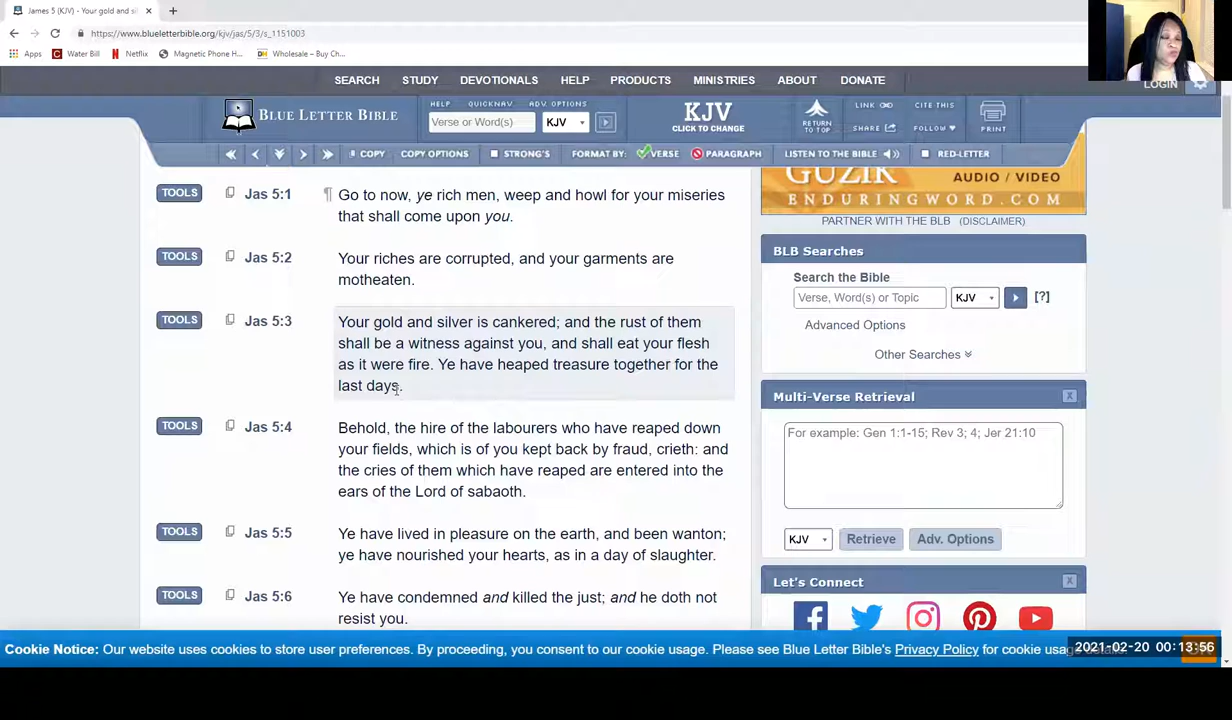 James 5 (KJV) - Your gold and si
https://www.blueletterbible.org/kjv/jas/5/3/s_1151003
Apps Water Bill Netflix Magnetic Phone H... Wholesale – Buy Ch...
SEARCH STUDY DEVOTIONALS HELP PRODUCTS MINISTRIES ABOUT DONATE
LOGIN
BLUE LETTER BIBLE
HELP QUICKNAV ADV. OPTIONS
Verse or Word(s) KJV
KJV
CLICK TO CHANGE
RETURN
TO TOP
LINK CITE THIS
SHARE FOLLOW
PRINT
COPY COPY OPTIONS STRONG'S FORMAT BY: VERSE PARAGRAPH LISTEN TO THE BIBLE RED-LETTER
TOOLS Jas 5:1 ¶ Go to now, ye rich men, weep and howl for your miseries
that shall come upon you.
TOOLS Jas 5:2 Your riches are corrupted, and your garments are
motheaten.
TOOLS Jas 5:3 Your gold and silver is cankered; and the rust of them
shall be a witness against you, and shall eat your flesh
as it were fire. Ye have heaped treasure together for the
last days.
TOOLS Jas 5:4 Behold, the hire of the labourers who have reaped down
your fields, which is of you kept back by fraud, crieth: and
the cries of them which have reaped are entered into the
ears of the Lord of sabaoth.
TOOLS Jas 5:5 Ye have lived in pleasure on the earth, and been wanton;
ye have nourished your hearts, as in a day of slaughter.
TOOLS Jas 5:6 Ye have condemned and killed the just; and he doth not
resist you.
GUZIK AUDIO / VIDEO
ENDURINGWORD.COM
PARTNER WITH THE BLB (DISCLAIMER)
BLB Searches
Search the Bible
Verse, Word(s) or Topic KJV [?]
Advanced Options
Other Searches
Multi-Verse Retrieval X
For example: Gen 1:1-15; Rev 3; 4; Jer 21:10
KJV Retrieve Adv. Options
Let's Connect X
Cookie Notice: Our website uses cookies to store user preferences. By proceeding, you consent to our cookie usage. Please see Blue Letter Bible's Privacy Policy for cookie usage details.
2021-02-20 00:13:56